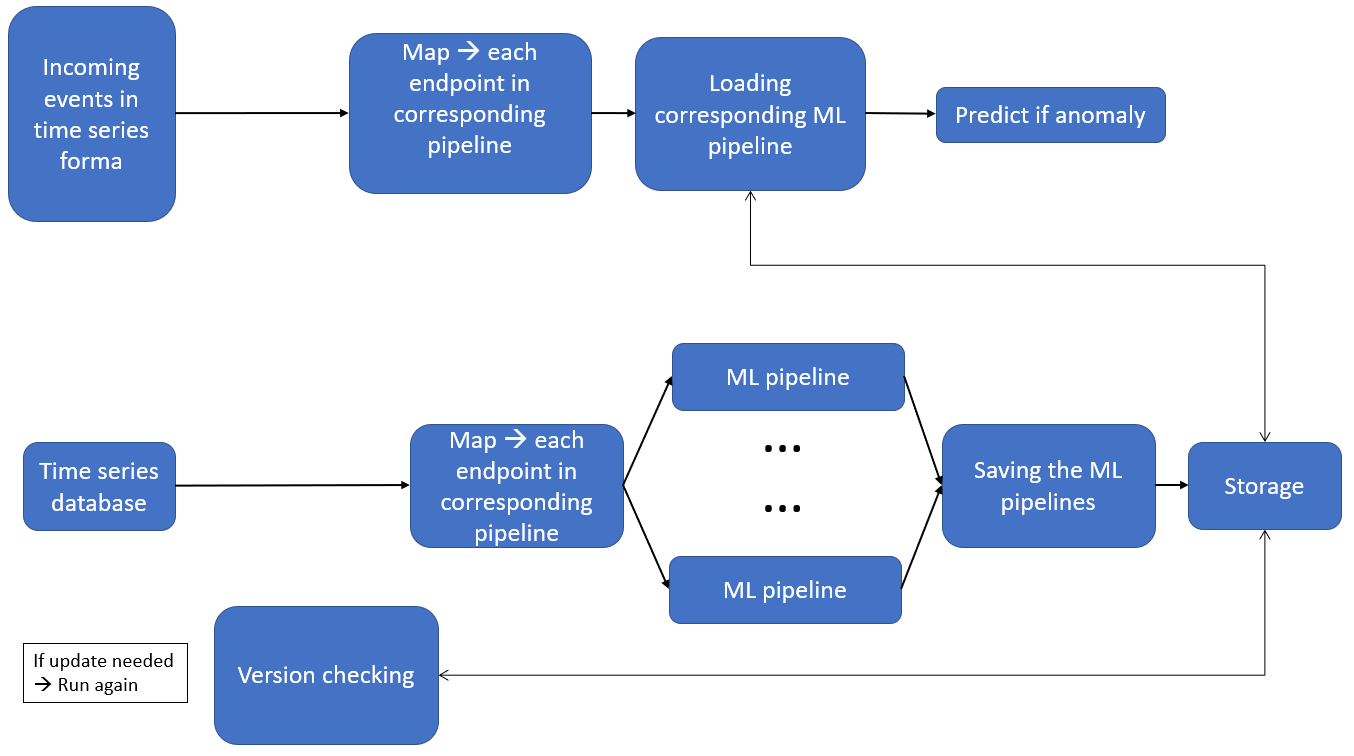 Incoming
events in
time series
forma
Map → each
endpoint in
corresponding
pipeline
Loading
corresponding ML
pipeline
Predict if anomaly
Time series
database
Map → each
endpoint in
corresponding
pipeline
ML pipeline
...
...
ML pipeline
Saving the ML
pipelines
Storage
If update needed
→ Run again
Version checking